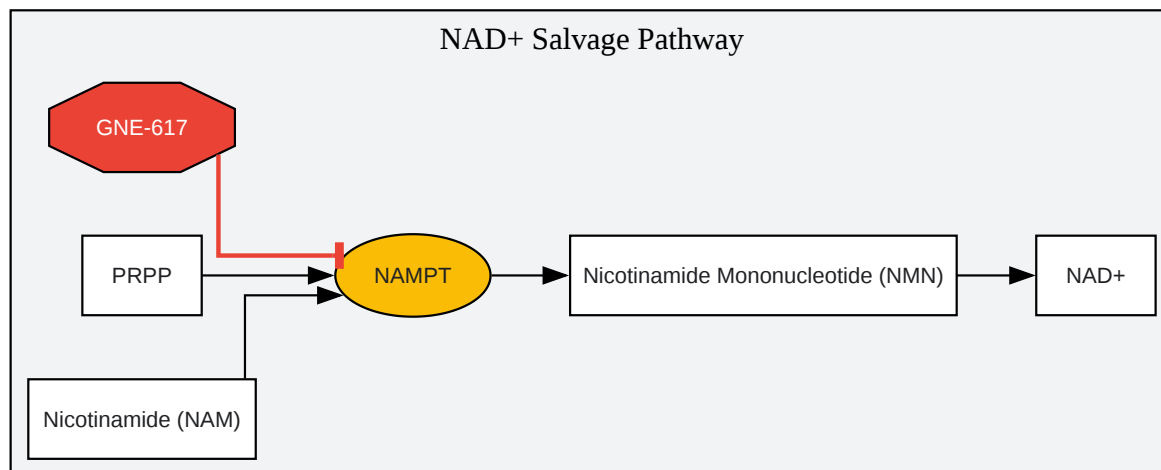 NAD+ Salvage Pathway
GNE-617
PRPP
NAMPT
Nicotinamide Mononucleotide (NMN)
NAD+
Nicotinamide (NAM)